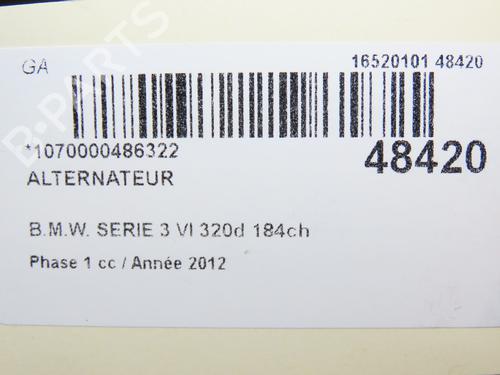 GA
16520101 48420
*1070000486322
48420
ALTERNATEUR
B.M.W. SERIE 3 VI 320d 184ch
Phase 1 cc / Année 2012
B-PARTS